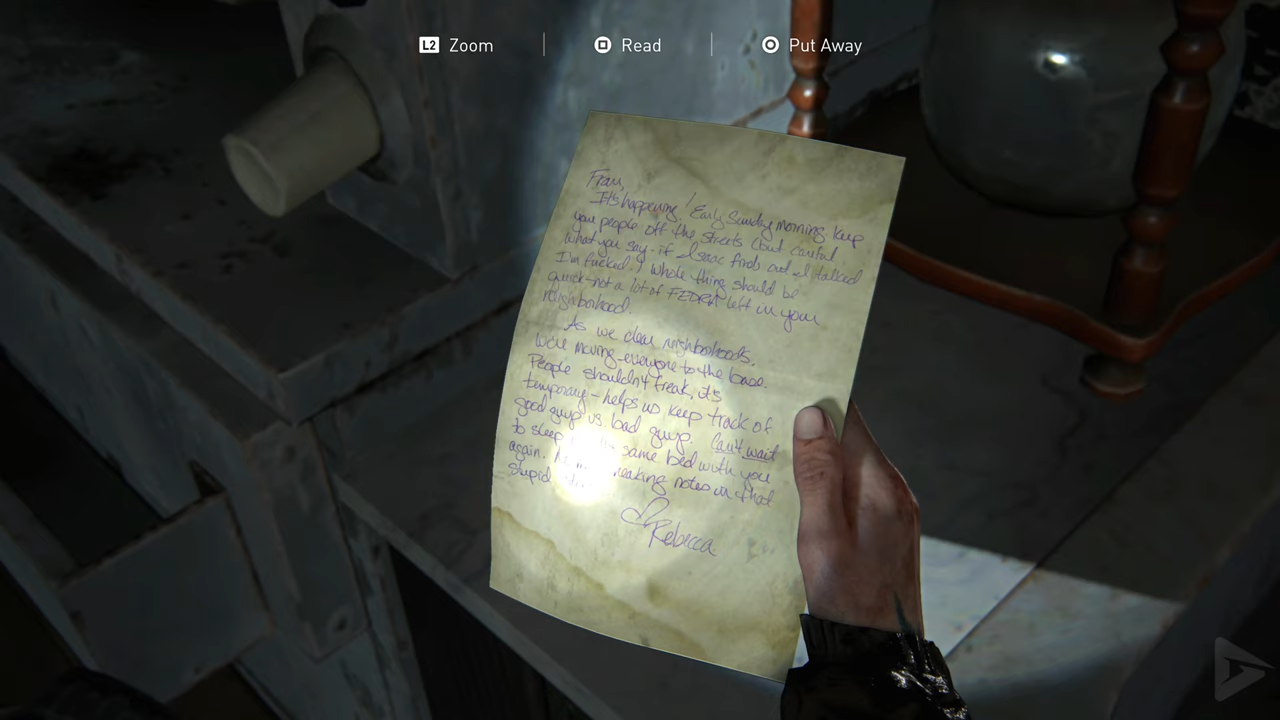 L2 Zoom | Read | Put Away
Fran,
It's happening! Early Sunday morning keep
your people off the streets (but careful
what you say- if Isaac finds out I talked
I'm fucked.) Whole thing should be
quick-not a lot of FEDRA left in your
neighborhood.
As we clear neighborhoods,
We're moving everyone to the base.
People shouldn't freak, it's
temporary - helps us keep track of
good guys vs. bad guys. Can't wait
to sleep same bed with you
again. notes in that
stupid
Rebecca